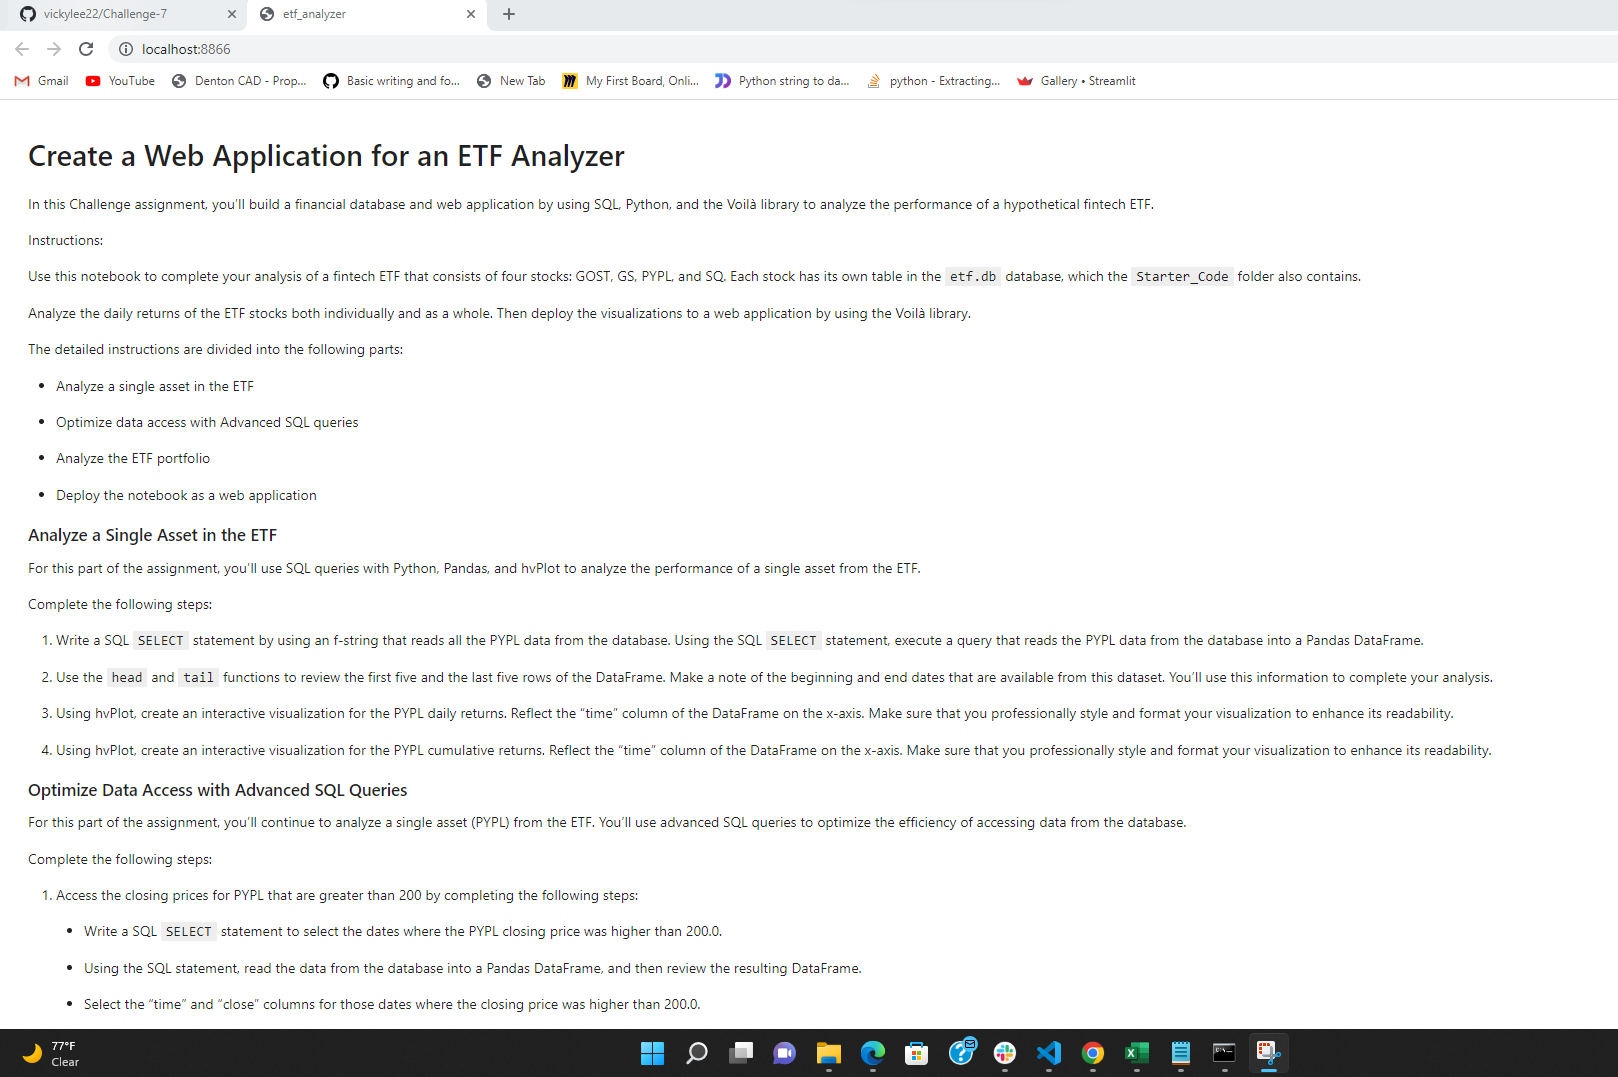 vickylee22/Challenge-7
etf_analyzer
localhost:8866
Gmail
YouTube
Denton CAD - Prop...
Basic writing and fo...
New Tab
My First Board, Onli...
Python string to da...
python - Extracting...
Gallery • Streamlit
Create a Web Application for an ETF Analyzer
In this Challenge assignment, you’ll build a financial database and web application by using SQL, Python, and the Voilà library to analyze the performance of a hypothetical fintech ETF.
Instructions:
Use this notebook to complete your analysis of a fintech ETF that consists of four stocks: GOST, GS, PYPL, and SQ. Each stock has its own table in the etf.db database, which the Starter_Code folder also contains.
Analyze the daily returns of the ETF stocks both individually and as a whole. Then deploy the visualizations to a web application by using the Voilà library.
The detailed instructions are divided into the following parts:
• Analyze a single asset in the ETF
• Optimize data access with Advanced SQL queries
• Analyze the ETF portfolio
• Deploy the notebook as a web application
Analyze a Single Asset in the ETF
For this part of the assignment, you’ll use SQL queries with Python, Pandas, and hvPlot to analyze the performance of a single asset from the ETF.
Complete the following steps:
1. Write a SQL SELECT statement by using an f-string that reads all the PYPL data from the database. Using the SQL SELECT statement, execute a query that reads the PYPL data from the database into a Pandas DataFrame.
2. Use the head and tail functions to review the first five and the last five rows of the DataFrame. Make a note of the beginning and end dates that are available from this dataset. You’ll use this information to complete your analysis.
3. Using hvPlot, create an interactive visualization for the PYPL daily returns. Reflect the “time” column of the DataFrame on the x-axis. Make sure that you professionally style and format your visualization to enhance its readability.
4. Using hvPlot, create an interactive visualization for the PYPL cumulative returns. Reflect the “time” column of the DataFrame on the x-axis. Make sure that you professionally style and format your visualization to enhance its readability.
Optimize Data Access with Advanced SQL Queries
For this part of the assignment, you’ll continue to analyze a single asset (PYPL) from the ETF. You’ll use advanced SQL queries to optimize the efficiency of accessing data from the database.
Complete the following steps:
1. Access the closing prices for PYPL that are greater than 200 by completing the following steps:
• Write a SQL SELECT statement to select the dates where the PYPL closing price was higher than 200.0.
• Using the SQL statement, read the data from the database into a Pandas DataFrame, and then review the resulting DataFrame.
• Select the “time” and “close” columns for those dates where the closing price was higher than 200.0.
77°F
Clear